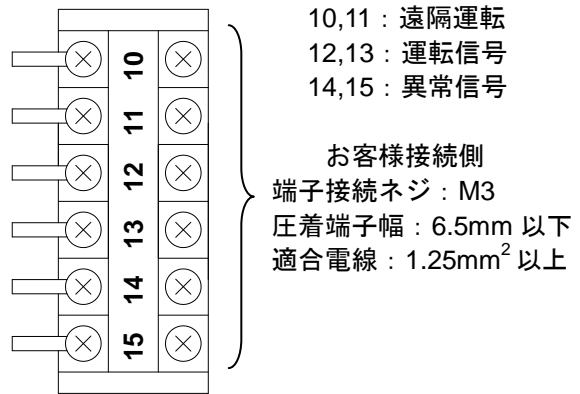 10,11：遠隔運転
12,13：運転信号
14,15：異常信号
お客様接続側
端子接続ネジ：M3
圧着端子幅：6.5mm 以下
適合電線：1.25mm² 以上
10
11
12
13
14
15